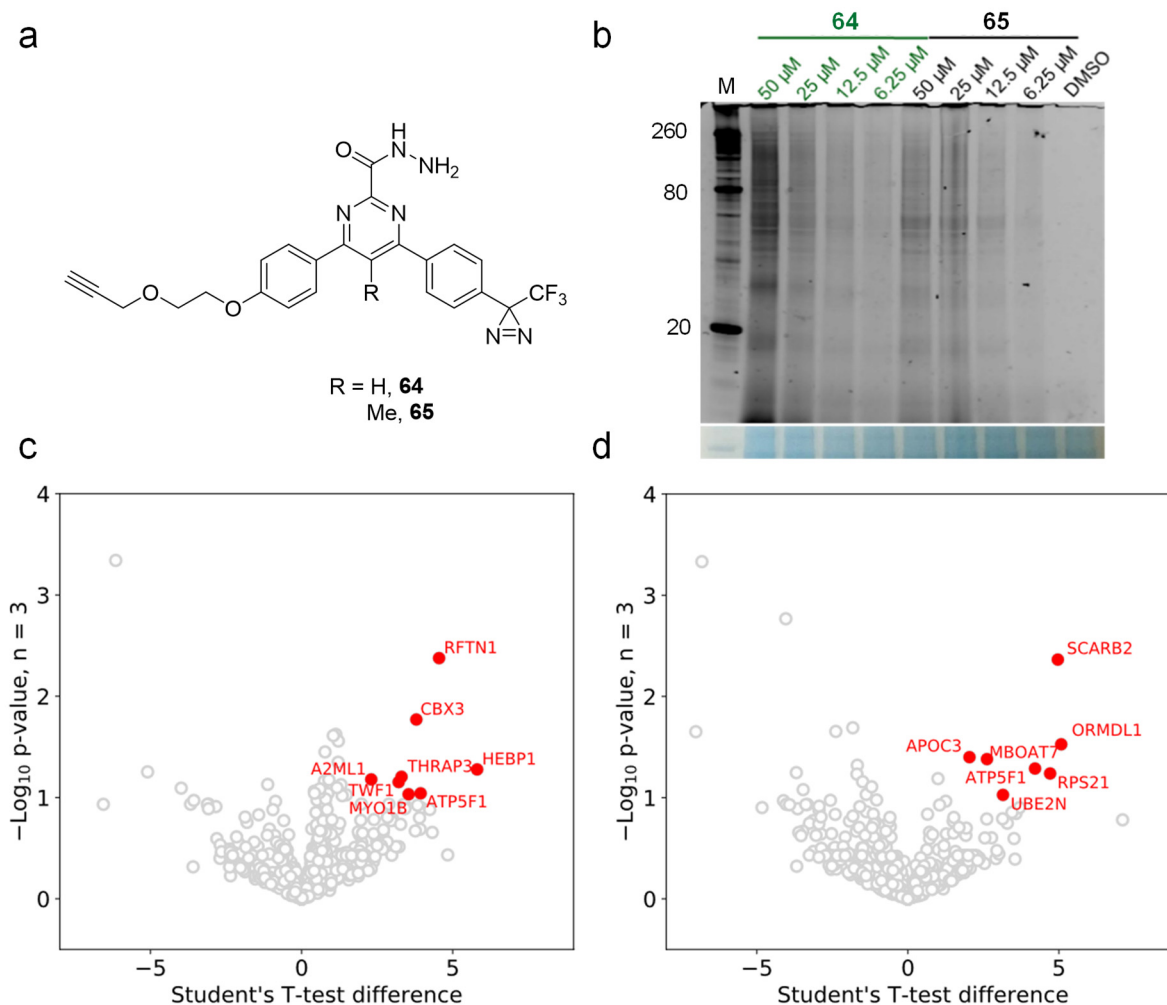 a
O
H
N
NH2
N
N
O
O
R
CF3
N=N
R = H, 64
Me, 65
b
64
65
M
50 µM
25 µM
12.5 µM
6.25 µM
50 µM
25 µM
12.5 µM
6.25 µM
DMSO
260
80
20
c
4
3
2
1
0
−Log10 p-value, n = 3
RFTN1
CBX3
HEBP1
THRAP3
A2ML1
TWF1
ATP5F1
MYO1B
−5
0
5
Student's T-test difference
d
4
3
2
1
0
−Log10 p-value, n = 3
SCARB2
ORMDL1
APOC3
MBOAT7
ATP5F1
RPS21
UBE2N
−5
0
5
Student's T-test difference